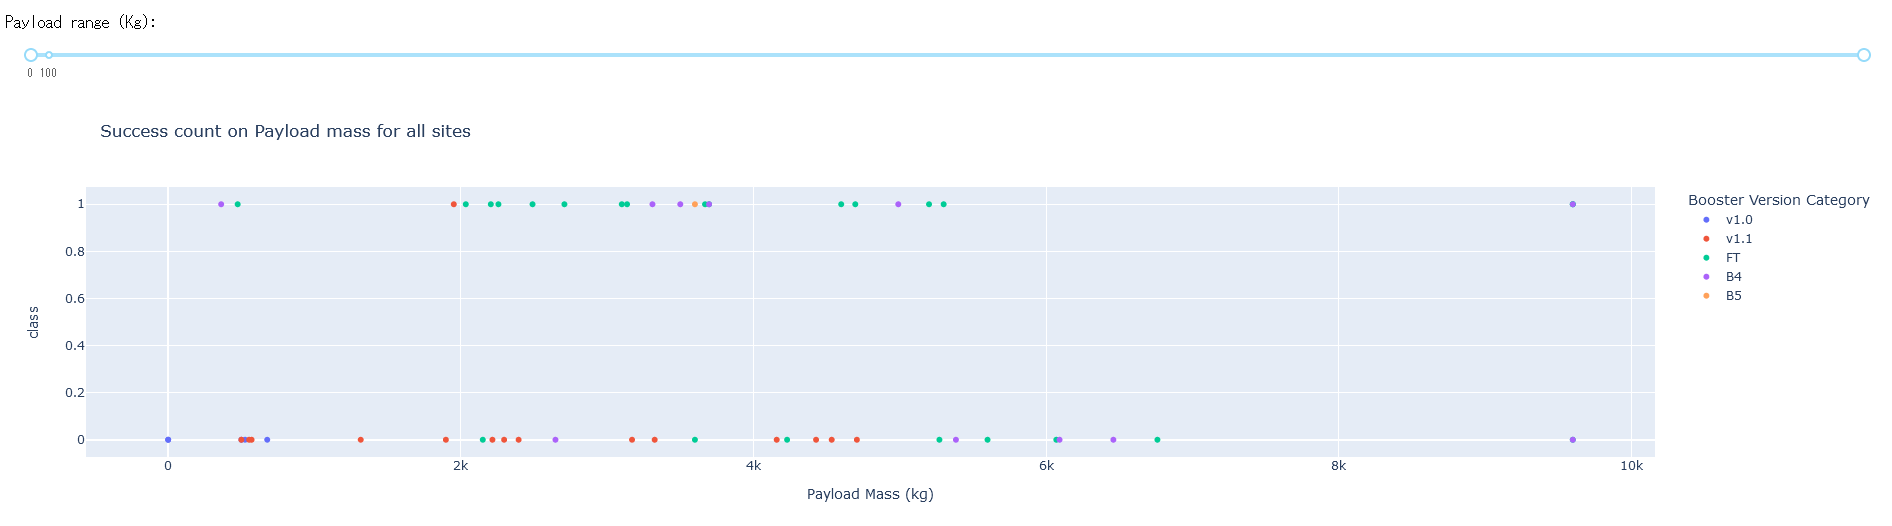 Payload range (Kg):
0 100
Success count on Payload mass for all sites
Booster Version Category
v1.0
v1.1
FT
B4
B5
class
1
0.8
0.6
0.4
0.2
0
0 2k 4k 6k 8k 10k
Payload Mass (kg)